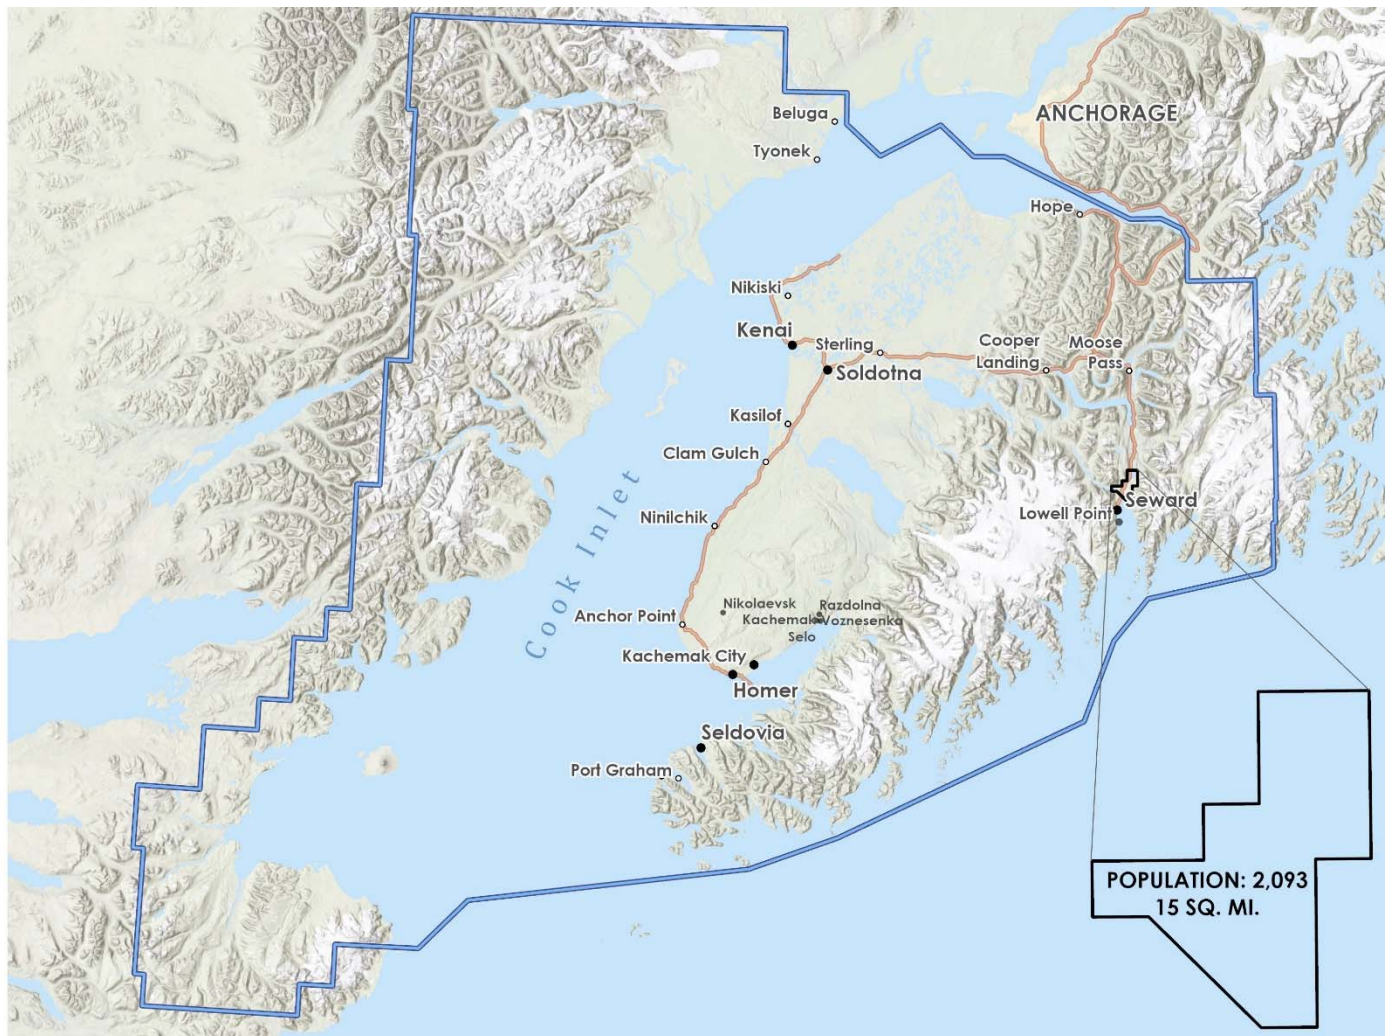 Beluga
ANCHORAGE
Tyonek
Hope
Nikiski
Kenai
Sterling
Cooper
Landing
Moose
Pass
Soldotna
Kasilof
Clam Gulch
Seward
Lowell Point
Ninilchik
Cook Inlet
Nikolaevsk
Razdolna
Anchor Point
Kachemak
Voznesenka
Selo
Kachemak City
Homer
Seldovia
Port Graham
POPULATION: 2,093
15 SQ. MI.